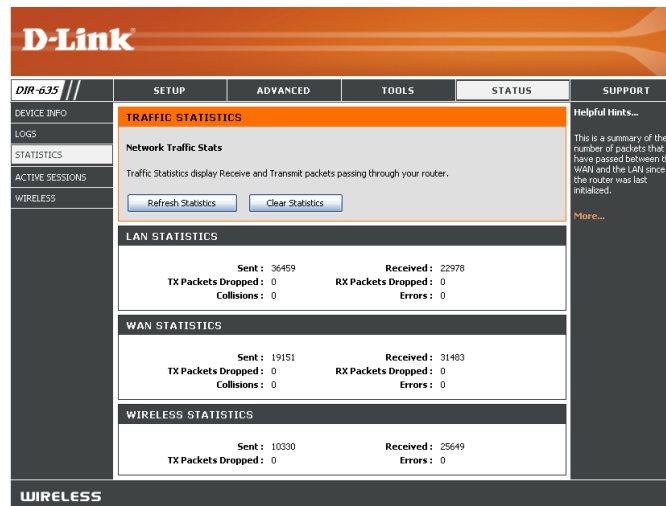 D-Link
DIR-635
SETUP ADVANCED TOOLS STATUS SUPPORT
DEVICE INFO
LOGS
STATISTICS
ACTIVE SESSIONS
WIRELESS
TRAFFIC STATISTICS
Network Traffic Stats
Traffic Statistics display Receive and Transmit packets passing through your router.
Refresh Statistics Clear Statistics
LAN STATISTICS
Sent : 36459 Received : 22978
TX Packets Dropped : 0 RX Packets Dropped : 0
Collisions : 0 Errors : 0
WAN STATISTICS
Sent : 19151 Received : 31483
TX Packets Dropped : 0 RX Packets Dropped : 0
Collisions : 0 Errors : 0
WIRELESS STATISTICS
Sent : 10330 Received : 25649
TX Packets Dropped : 0 Errors : 0
Helpful Hints...
This is a summary of the
number of packets that
have passed between
WAN and the LAN since
the router was last
initialized.
More...
WIRELESS